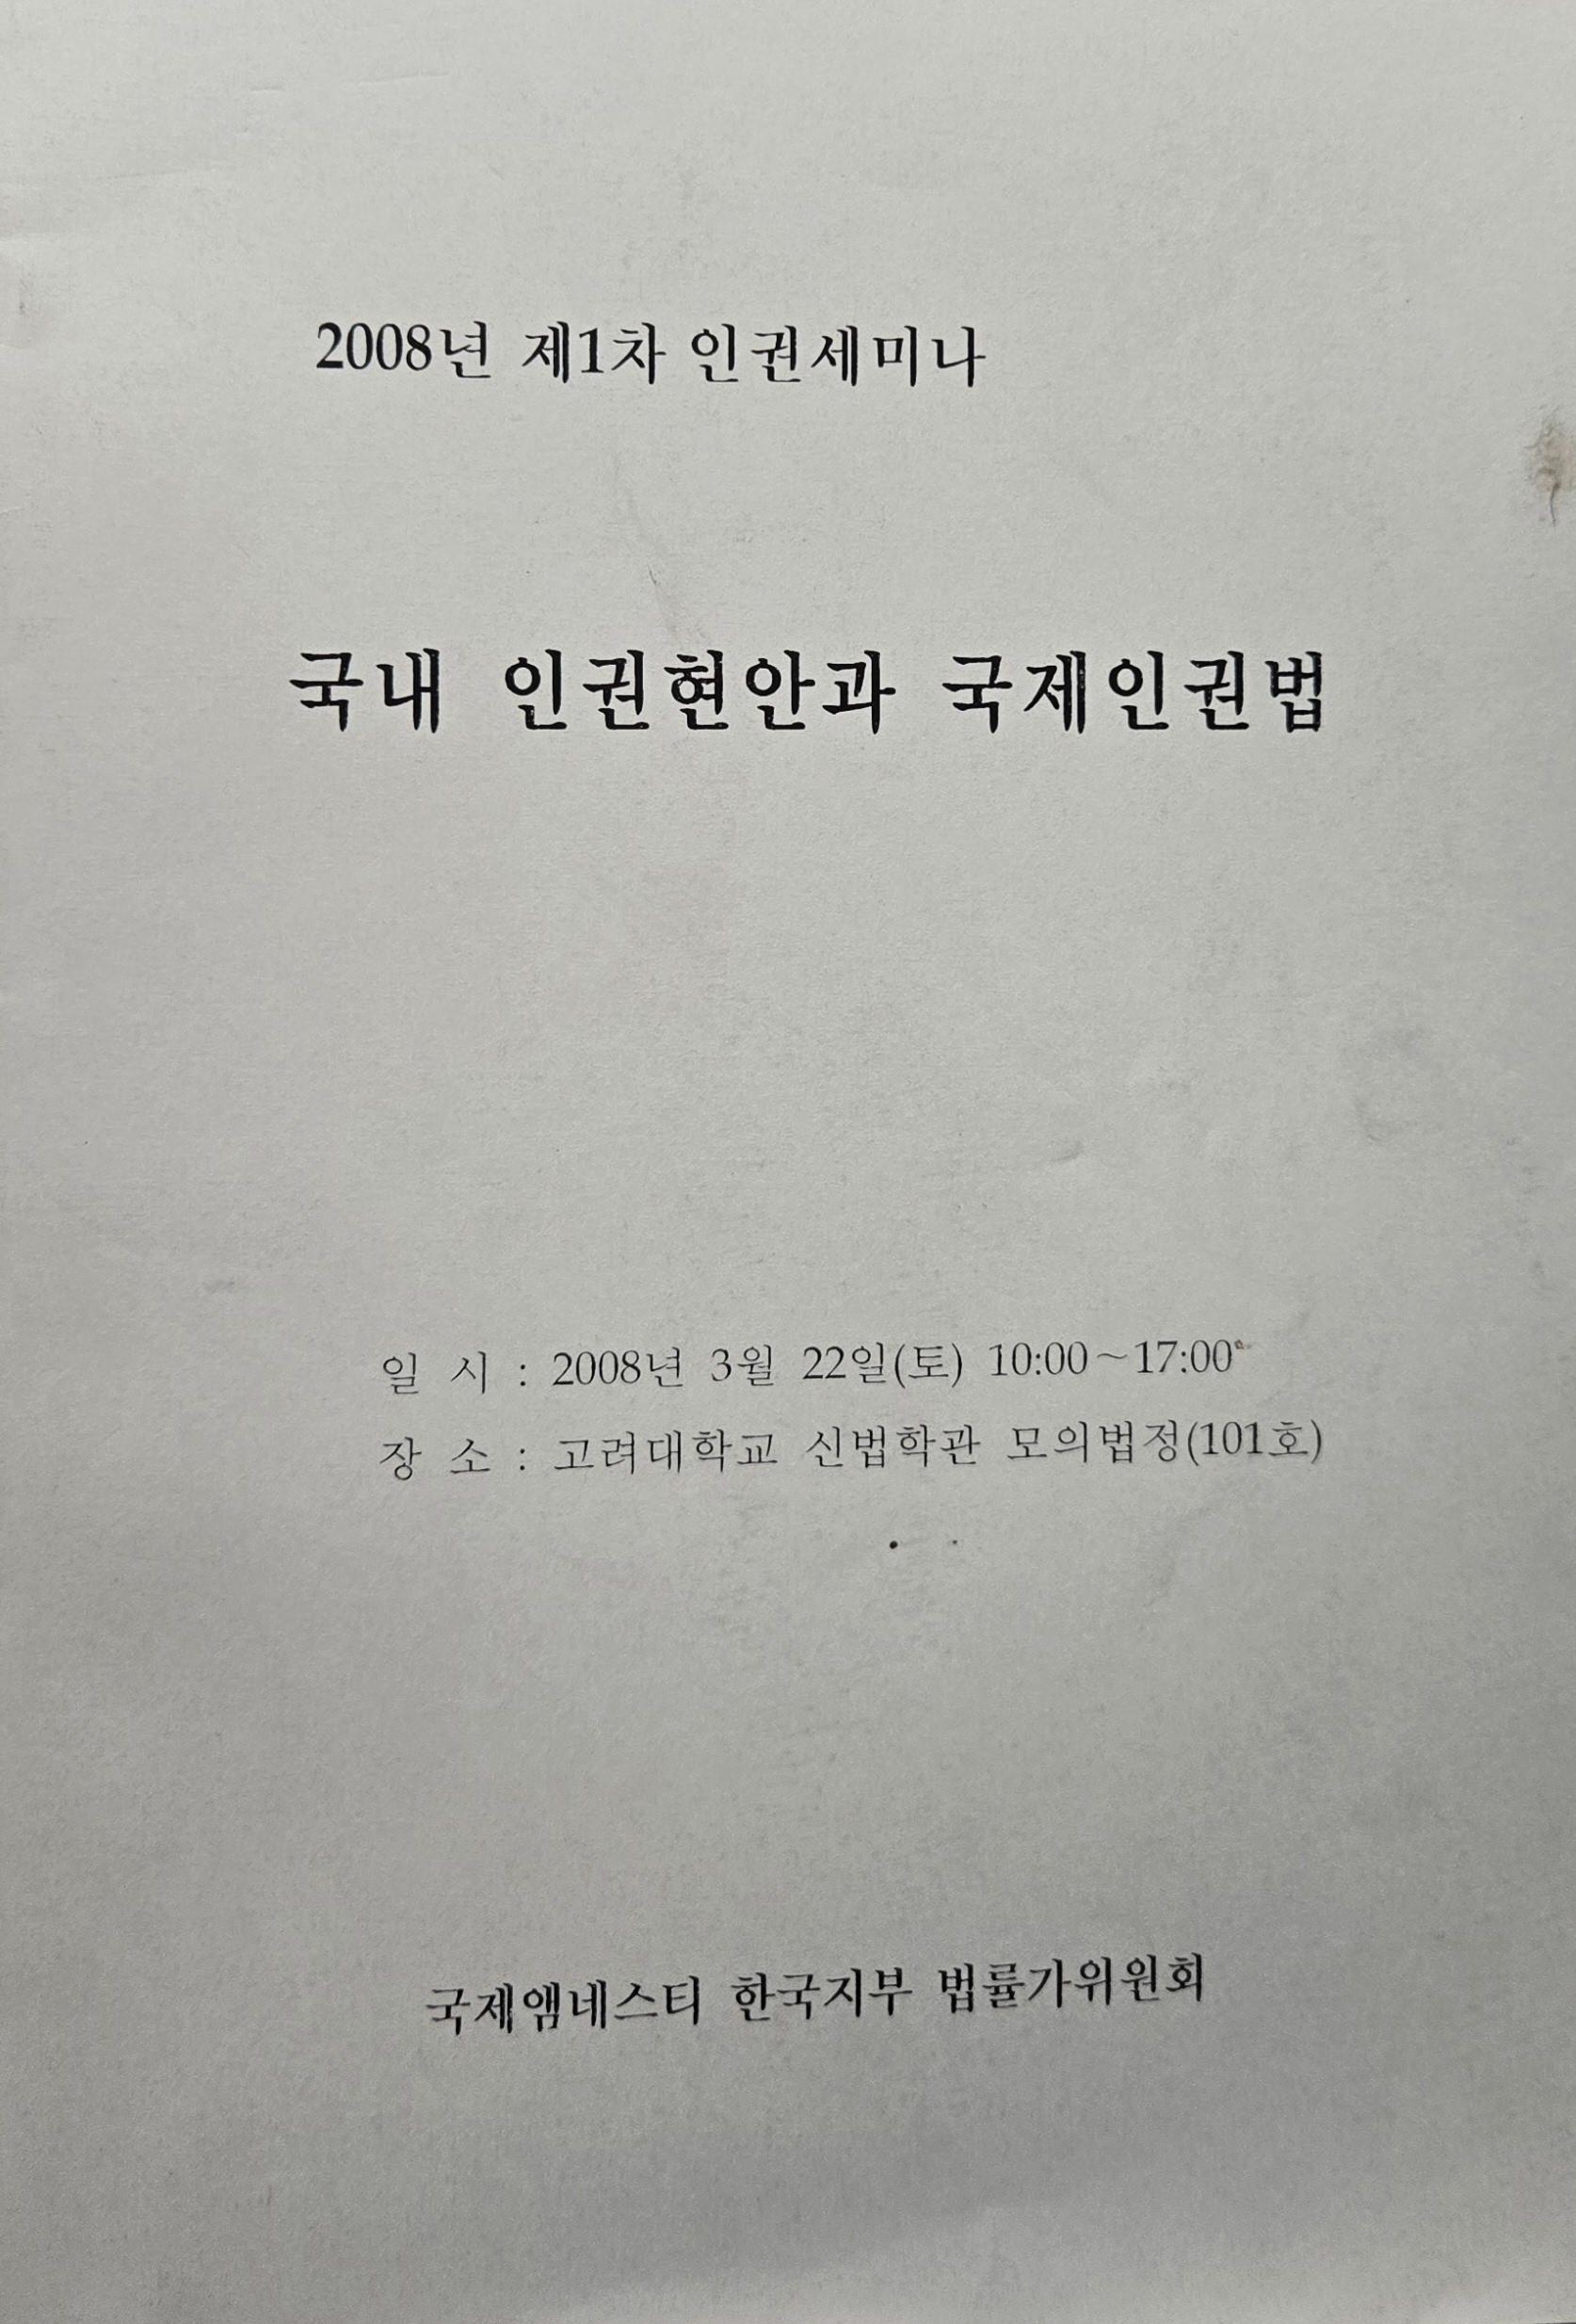 2008년 제1차 인권세미나
국내 인권현안과 국제인권법
일 시 : 2008년 3월 22일(토) 10:00~17:00
장 소 : 고려대학교 신법학관 모의법정(101호)
국제앰네스티 한국지부 법률가위원회